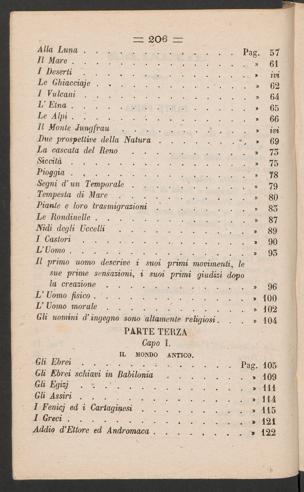 = 206 =
Alla Luna . . . . . . . . . . . . Pag. 57
Il Mare . . . . . . . . . . . . . » 61
I Deserti . . . . . . . . . . . . » ivi
Le Ghiacciaje . . . . . . . . . . » 62
I Vulcani . . . . . . . . . . . . » 64
L' Etna . . . . . . . . . . . . . » 65
Le Alpi . . . . . . . . . . . . . » 66
Il Monte Jungfrau . . . . . . . . » ivi
Due prospettive della Natura . . . » 69
La cascata del Reno . . . . . . . » 73
Siccità . . . . . . . . . . . . . » 75
Pioggia . . . . . . . . . . . . . » 78
Segni d'un Temporale . . . . . . . » 79
Tempesta di Mare . . . . . . . . . » 80
Piante e loro trasmigrazioni . . . » 83
Le Rondinelle . . . . . . . . . . » 87
Nidi degli Uccelli . . . . . . . . » 89
I Castori . . . . . . . . . . . . » 90
L'Uomo . . . . . . . . . . . . . . » 93
Il primo uomo descrive i suoi primi movimenti, le
sue prime sensazioni, i suoi primi giudizi dopo
la creazione . . . . . . . . . . » 96
L'Uomo fisico . . . . . . . . . . » 100
L'Uomo morale . . . . . . . . . . » 102
Gli uomini d'ingegno sono altamente religiosi . » 104
PARTE TERZA
Capo I.
IL MONDO ANTICO.
Gli Ebrei . . . . . . . . . . . . Pag. 105
Gli Ebrei schiavi in Babilonia . . » 109
Gli Egizj . . . . . . . . . . . . » 111
Gli Assiri . . . . . . . . . . . . » 114
I Fenicj ed i Cartaginesi . . . . » 115
I Greci . . . . . . . . . . . . . » 121
Addio d'Ettore ed Andromaca . . . » 122